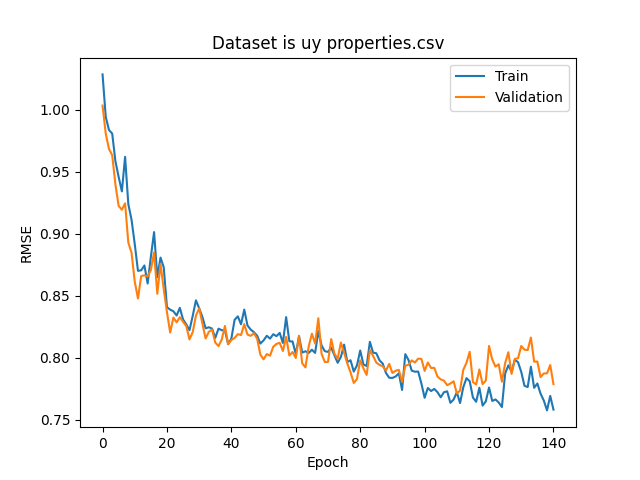 Dataset is uy properties.csv
Train
Validation
RMSE
1.00
0.95
0.90
0.85
0.80
0.75
0 20 40 60 80 100 120 140
Epoch